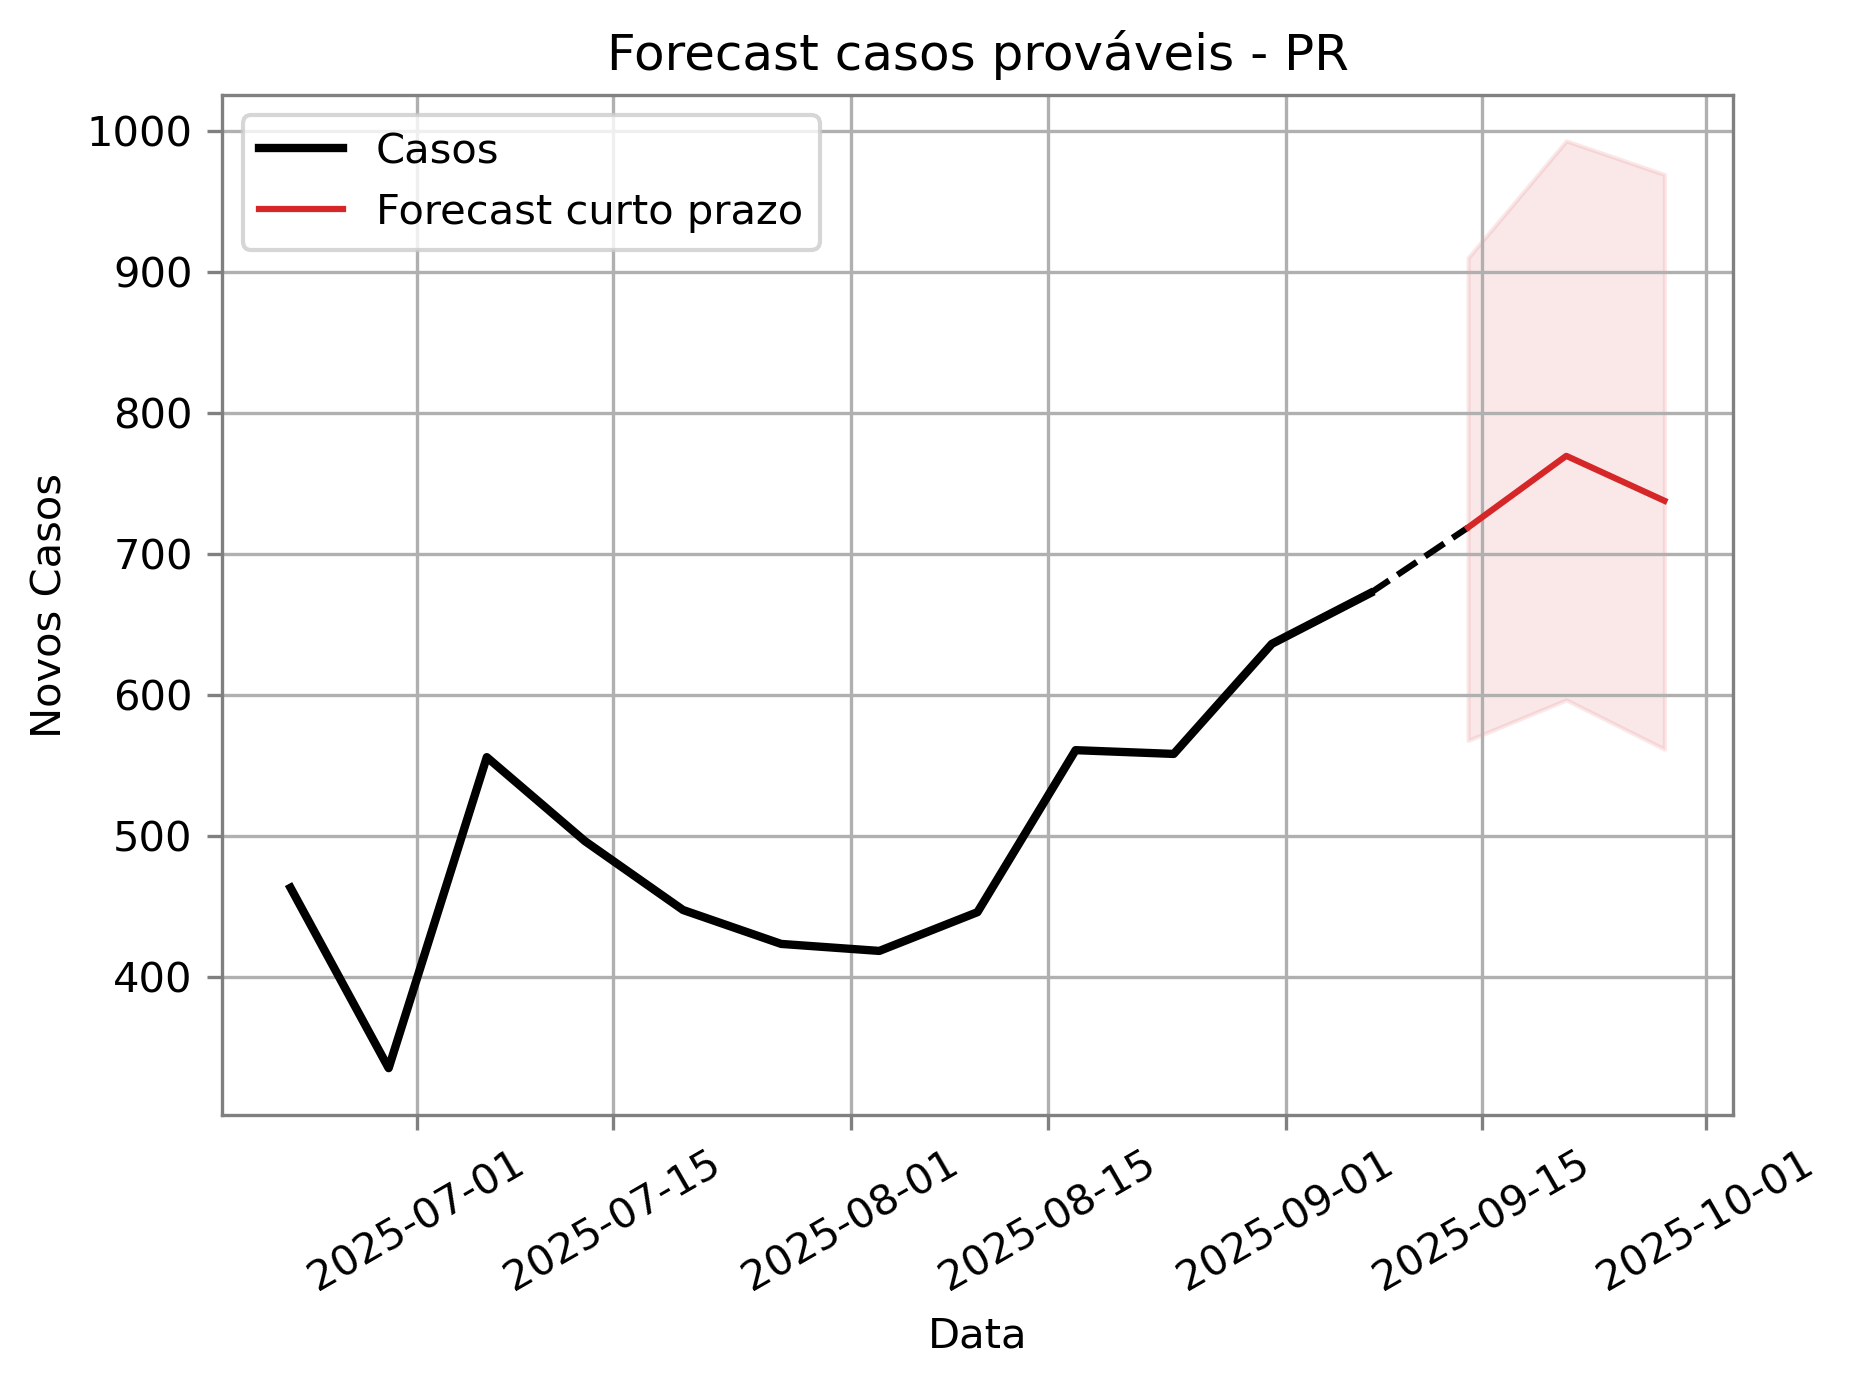 Forecast casos prováveis - PR
Casos
Forecast curto prazo
1000
900
800
700
600
500
400
Novos Casos
2025-07-01
2025-07-15
2025-08-01
2025-08-15
2025-09-01
2025-09-15
2025-10-01
Data